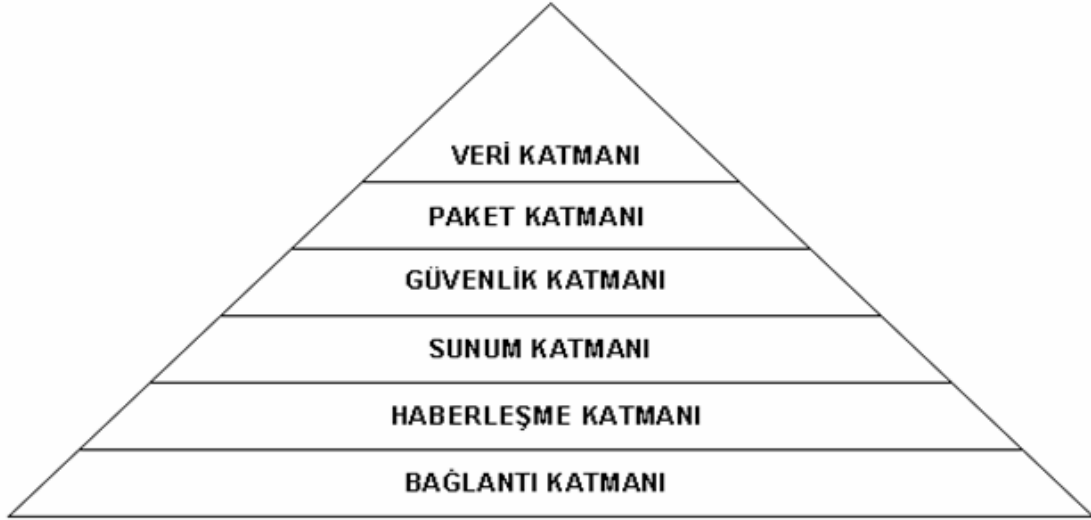 VERİ KATMANI
PAKET KATMANI
GÜVENLİK KATMANI
SUNUM KATMANI
HABERLEŞME KATMANI
BAĞLANTI KATMANI